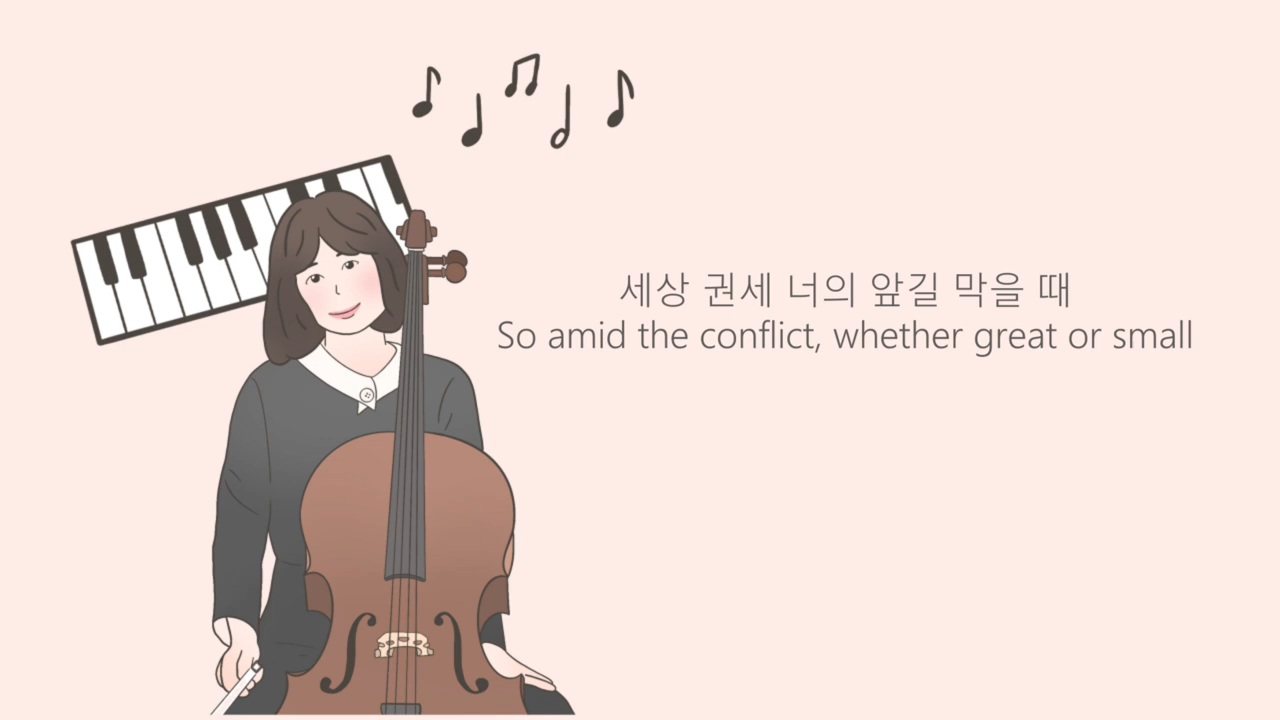 세상 권세 너의 앞길 막을 때
So amid the conflict, whether great or small